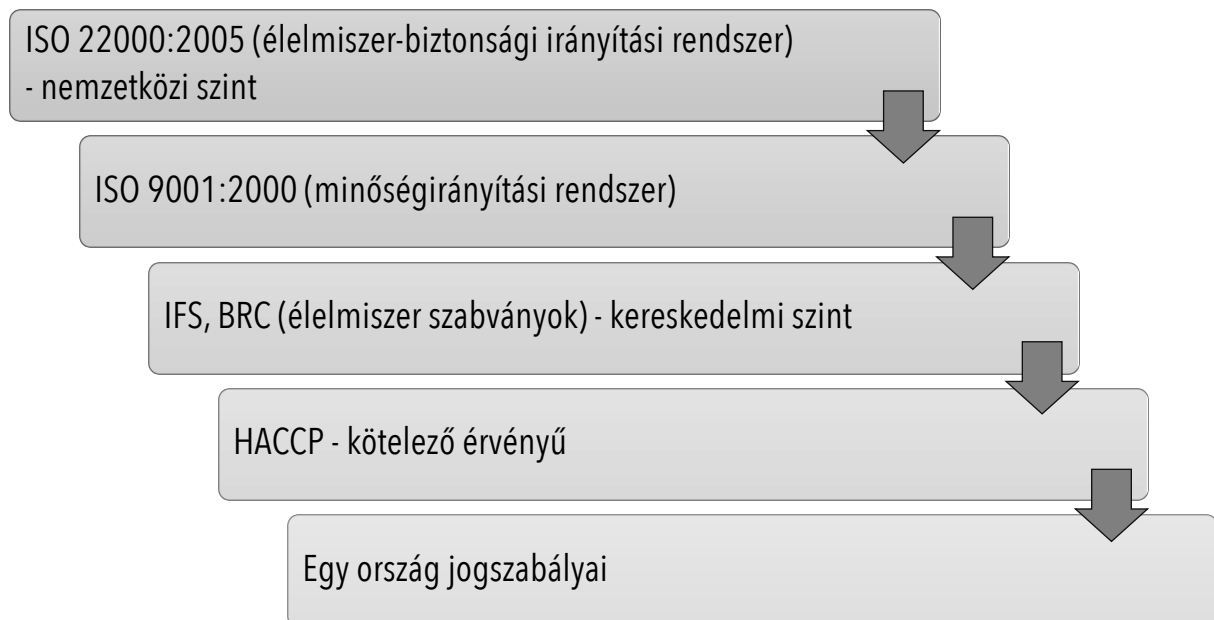 ISO 22000:2005 (élelmiszer-biztonsági irányítási rendszer)
- nemzetközi szint
ISO 9001:2000 (minőségirányítási rendszer)
IFS, BRC (élelmiszer szabványok) - kereskedelmi szint
HACCP - kötelező érvényű
Egy ország jogszabályai